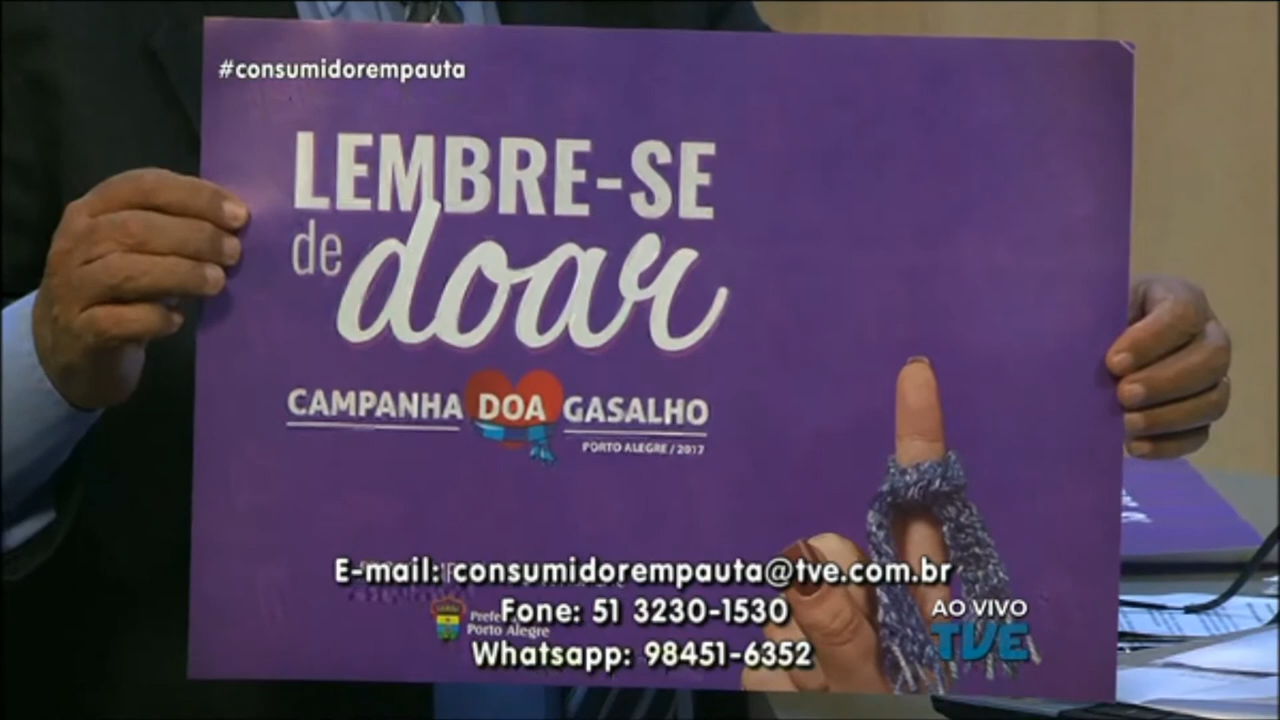 #consumidorempauta
LEMBRE-SE
de doar
CAMPANHA DOA GASALHO
PORTO ALEGRE / 2017
E-mail: consumidorempauta@tve.com.br
Fone: 51 3230-1530
Porto Alegre
Whatsapp: 98451-6352
AO VIVO
TVE